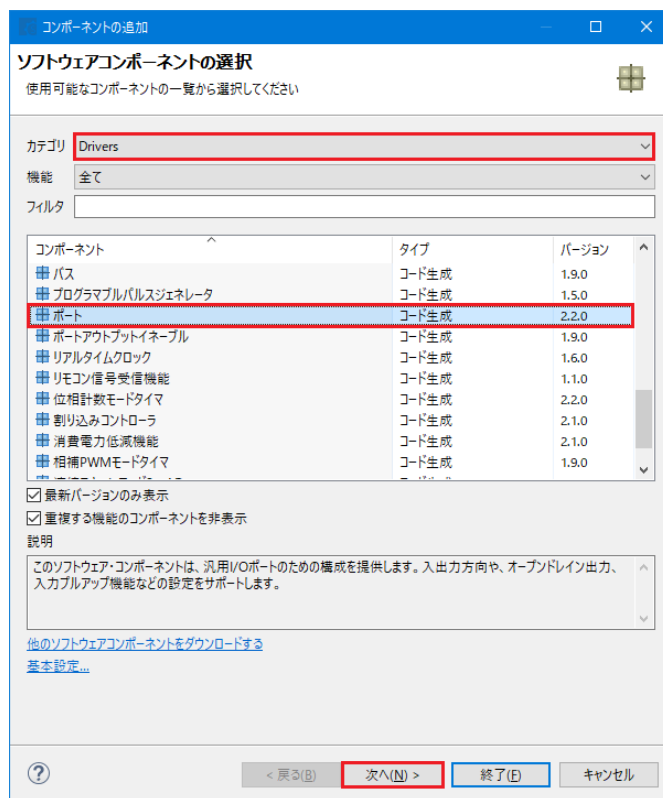 コンポーネントの追加
ソフトウェアコンポーネントの選択
使用可能なコンポーネントの一覧から選択してください
カテゴリ Drivers
機能 全て
フィルタ
コンポーネント タイプ バージョン
バス コード生成 1.9.0
プログラマブルパルスジェネレータ コード生成 1.5.0
ポート コード生成 2.2.0
ポートアウトプットイネーブル コード生成 1.9.0
リアルタイムクロック コード生成 1.6.0
リモコン信号受信機能 コード生成 1.1.0
位相計数モードタイマ コード生成 2.2.0
割り込みコントローラ コード生成 2.1.0
消費電力低減機能 コード生成 2.1.0
相補PWMモードタイマ コード生成 1.9.0
最新バージョンのみ表示
重複する機能のコンポーネントを非表示
説明
このソフトウェア・コンポーネントは、汎用I/Oポートのための構成を提供します。入出力方向や、オープンドレイン出力、
入力プルアップ機能などの設定をサポートします。
他のソフトウェアコンポーネントをダウンロードする
基本設定...
< 戻る(B) 次へ(N) > 終了(F) キャンセル